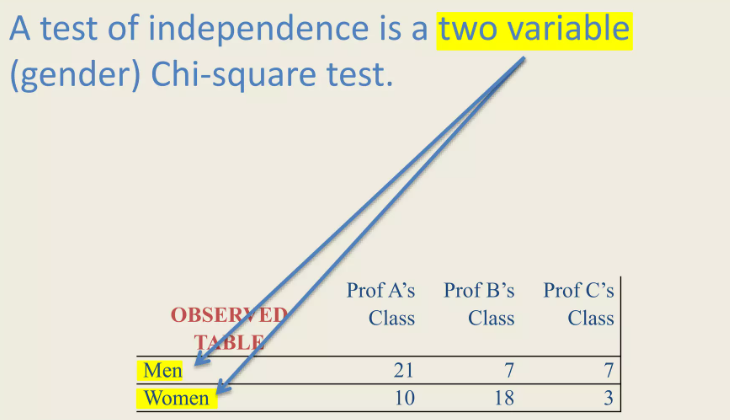 A test of independence is a two variable
(gender) Chi-square test.
OBSERVED
TABLE
Prof A's Prof B's Prof C's
Class Class Class
Men 21 7 7
Women 10 18 3